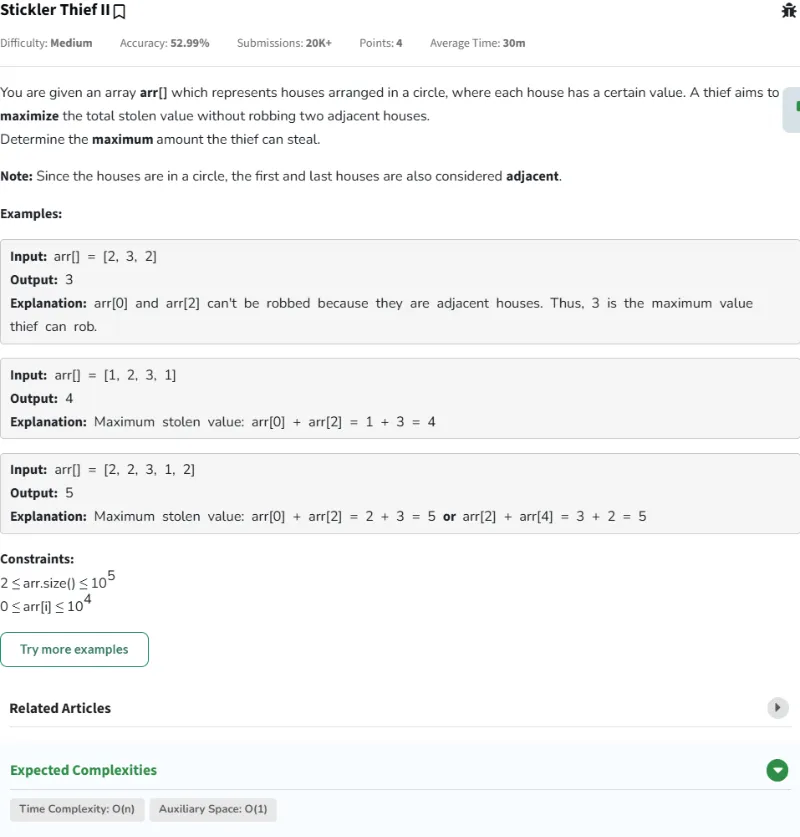 Stickler Thief II
Difficulty: Medium Accuracy: 52.99% Submissions: 20K+ Points: 4 Average Time: 30m
You are given an array arr[] which represents houses arranged in a circle, where each house has a certain value. A thief aims to
maximize the total stolen value without robbing two adjacent houses.
Determine the maximum amount the thief can steal.
Note: Since the houses are in a circle, the first and last houses are also considered adjacent.
Examples:
Input: arr[] = [2, 3, 2]
Output: 3
Explanation: arr[0] and arr[2] can't be robbed because they are adjacent houses. Thus, 3 is the maximum value
thief can rob.
Input: arr[] = [1, 2, 3, 1]
Output: 4
Explanation: Maximum stolen value: arr[0] + arr[2] = 1 + 3 = 4
Input: arr[] = [2, 2, 3, 1, 2]
Output: 5
Explanation: Maximum stolen value: arr[0] + arr[2] = 2 + 3 = 5 or arr[2] + arr[4] = 3 + 2 = 5
Constraints:
2 ≤ arr.size() ≤ 10⁵
0 ≤ arr[i] ≤ 10⁴
Try more examples
Related Articles
Expected Complexities
Time Complexity: O(n) Auxiliary Space: O(1)